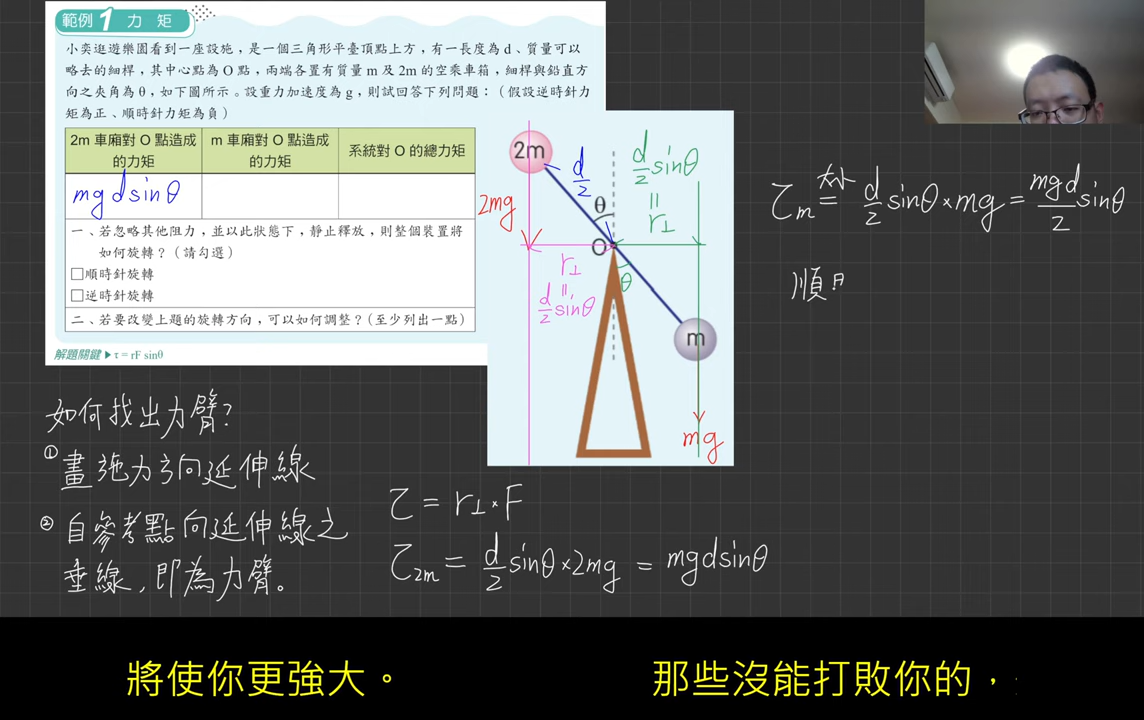 範例1 力 矩
小奕逛遊樂園看到一座設施，是一個三角形平臺頂點上方，有一長度為 d、質量可以
略去的細桿，其中心點為 O 點，兩端各置有質量 m 及 2m 的空乘車箱，細桿與鉛直方
向之夾角為 θ，如下圖所示。設重力加速度為 g，則試回答下列問題：（假設逆時針力
矩為正、順時針力矩為負）
2m 車廂對 O 點造成的力矩
m 車廂對 O 點造成的力矩
系統對 O 的總力矩
mgdsinθ
一、若忽略其他阻力，並以此狀態下，靜止釋放，則整個裝置將
如何旋轉？（請勾選）
□順時針旋轉
□逆時針旋轉
二、若要改變上題的旋轉方向，可以如何調整？（至少列出一點）
解題關鍵▶τ = rF sinθ
2m
d/2
d/2 sinθ
=
r⊥
2mg
θ
O
r⊥
=
d/2 sinθ
θ
m
mg
τm = d/2 sinθ × mg = mgd/2 sinθ
順
如何找出力臂?
① 畫施力方向延伸線
② 自參考點向延伸線之
垂線，即為力臂。
τ = r⊥ × F
τ2m = d/2 sinθ × 2mg = mgdsinθ
將使你更強大。 那些沒能打敗你的，